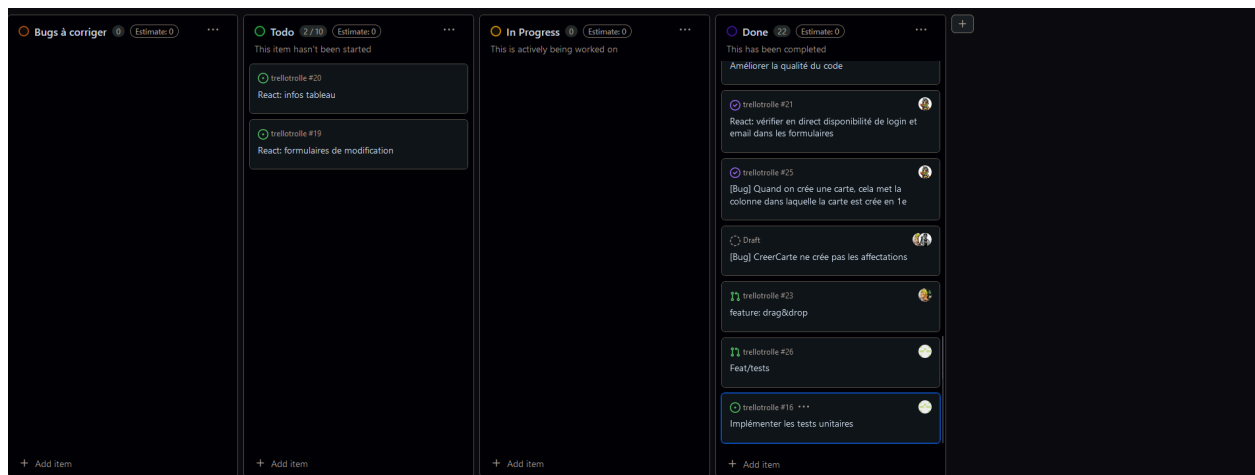 Bugs à corriger 0 Estimate: 0 ...
Todo 2 / 10 Estimate: 0 ...
This item hasn't been started
trellotrolle #20
React: infos tableau
trellotrolle #19
React: formulaires de modification
+ Add item
+ Add item
In Progress 0 Estimate: 0 ...
This is actively being worked on
+ Add item
Done 22 Estimate: 0 ...
This has been completed
Améliorer la qualité du code
trellotrolle #21
React: vérifier en direct disponibilité de login et
email dans les formulaires
trellotrolle #25
[Bug] Quand on crée une carte, cela met la
colonne dans laquelle la carte est crée en 1e
Draft
[Bug] CreerCarte ne crée pas les affectations
trellotrolle #23
feature: drag&drop
trellotrolle #26
Feat/tests
trellotrolle #16 ...
Implémenter les tests unitaires
+ Add item
+